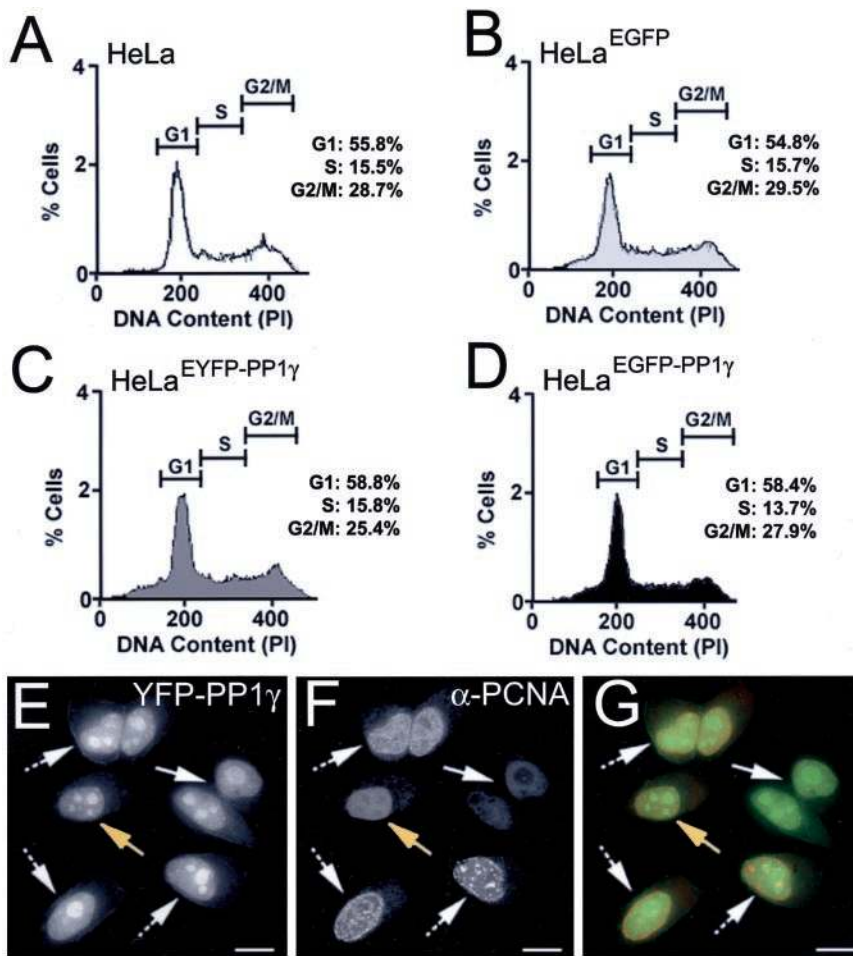 A HeLa
4
2
0
% Cells
G1
S
G2/M
G1: 55.8%
S: 15.5%
G2/M: 28.7%
0 200 400
DNA Content (PI)
B HeLa EGFP
4
2
0
% Cells
G1
S
G2/M
G1: 54.8%
S: 15.7%
G2/M: 29.5%
0 200 400
DNA Content (PI)
C HeLa EYFP-PP1γ
4
2
0
% Cells
G1
S
G2/M
G1: 58.8%
S: 15.8%
G2/M: 25.4%
0 200 400
DNA Content (PI)
D HeLa EGFP-PP1γ
4
2
0
% Cells
G1
S
G2/M
G1: 58.4%
S: 13.7%
G2/M: 27.9%
0 200 400
DNA Content (PI)
E YFP-PP1γ
F α-PCNA
G